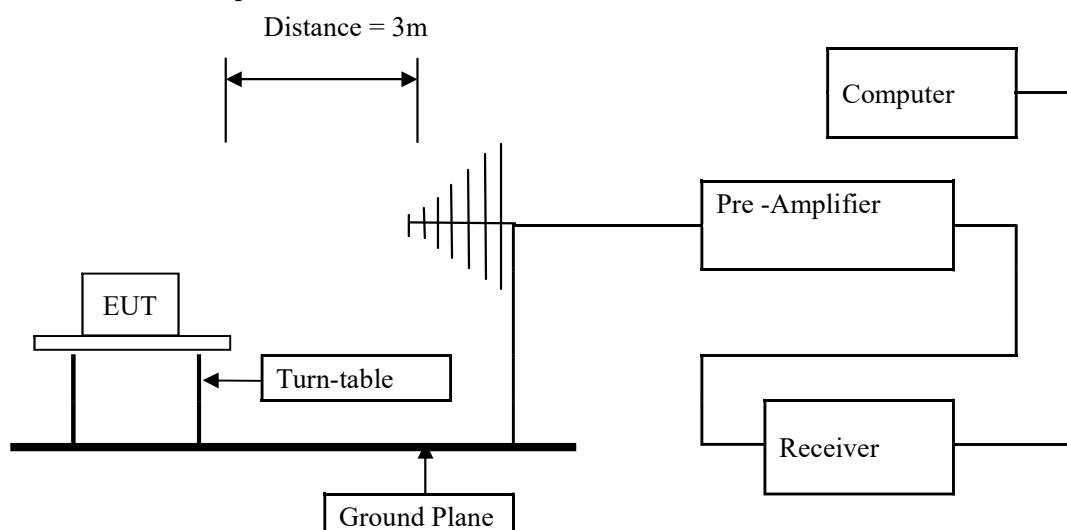 Distance = 3m
Computer
Pre -Amplifier
EUT
Turn-table
Receiver
Ground Plane